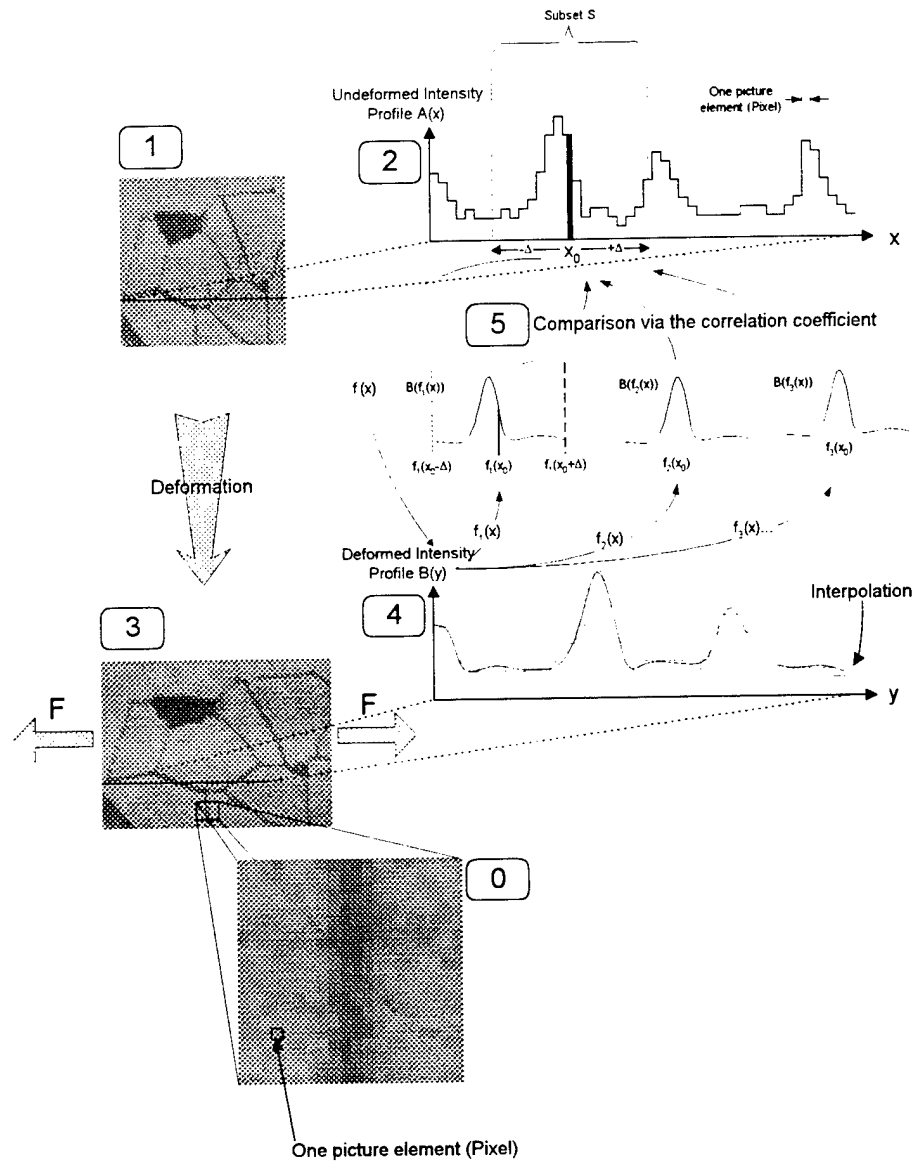 Subset S
Undeformed Intensity
Profile A(x)
One picture
element (Pixel)
1
2
-Δ x₀ +Δ
x
5 Comparison via the correlation coefficient
f (x)
B(f₁(x))
B(f₂(x))
B(f₃(x))
f₁(x₀-Δ) f₁(x₀) f₁(x₀+Δ)
f₂(x₀)
f₃(x₀)
Deformation
f₁(x)
f₂(x)
f₃(x)...
Deformed Intensity
Profile B(y)
Interpolation
3
4
y
F
F
0
One picture element (Pixel)